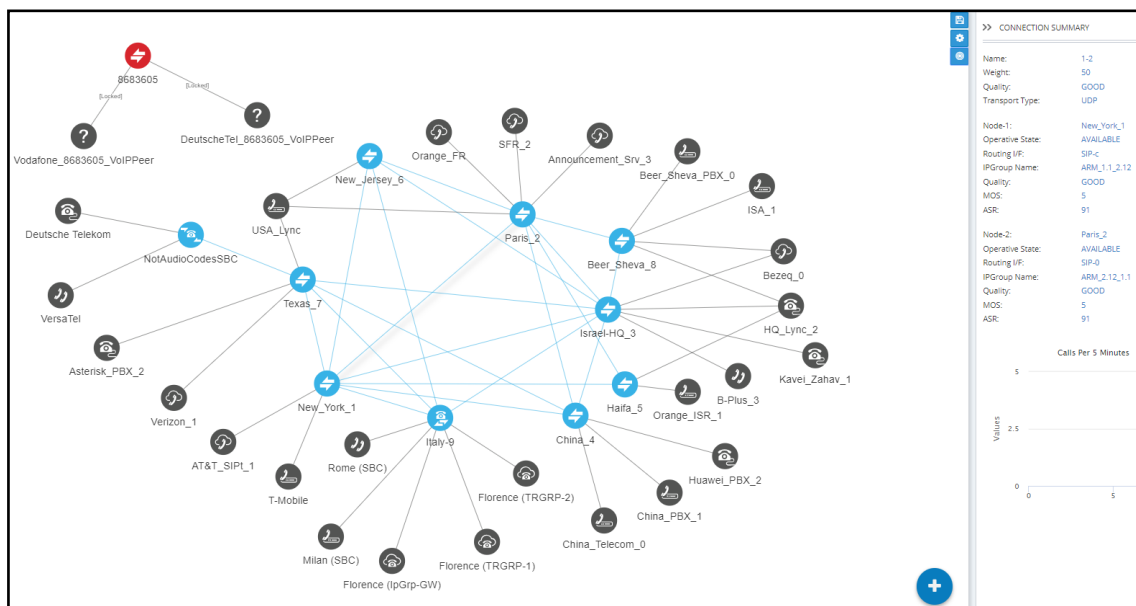 8683605
[Locked]
[Locked]
DeutscheTel_8683605_VoIPPeer
Vodafone_8683605_VoIPPeer
Orange_FR
SFR_2
Announcement_Srv_3
Beer_Sheva_PBX_0
New_Jersey_6
ISA_1
USA_Lync
Deutsche Telekom
NotAudioCodesSBC
Paris_2
Beer_Sheva_8
Bezeq_0
VersaTel
Texas_7
Israel-HQ_3
HQ_Lync_2
Asterisk_PBX_2
Kavei_Zahav_1
Verizon_1
New_York_1
Haifa_5
B-Plus_3
Orange_ISR_1
Italy-9
China_4
AT&T_SIPt_1
Rome (SBC)
Huawei_PBX_2
T-Mobile
Florence (TRGRP-2)
China_PBX_1
China_Telecom_0
Milan (SBC)
Florence (TRGRP-1)
Florence (IpGrp-GW)
CONNECTION SUMMARY
Name: 1-2
Weight: 50
Quality: GOOD
Transport Type: UDP
Node-1: New_York_1
Operative State: AVAILABLE
Routing I/F: SIP-c
IPGroup Name: ARM_1.1_2.12
Quality: GOOD
MOS: 5
ASR: 91
Node-2: Paris_2
Operative State: AVAILABLE
Routing I/F: SIP-0
IPGroup Name: ARM_2.12_1.1
Quality: GOOD
MOS: 5
ASR: 91
Calls Per 5 Minutes
5
2.5
Values
0
0
5